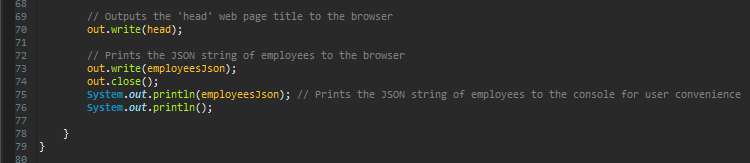 68
69 // Outputs the 'head' web page title to the browser
70 out.write(head);
71
72 // Prints the JSON string of employees to the browser
73 out.write(employeesJson);
74 out.close();
75 System.out.println(employeesJson); // Prints the JSON string of employees to the console for user convenience
76 System.out.println();
77
78 }
79 }
80